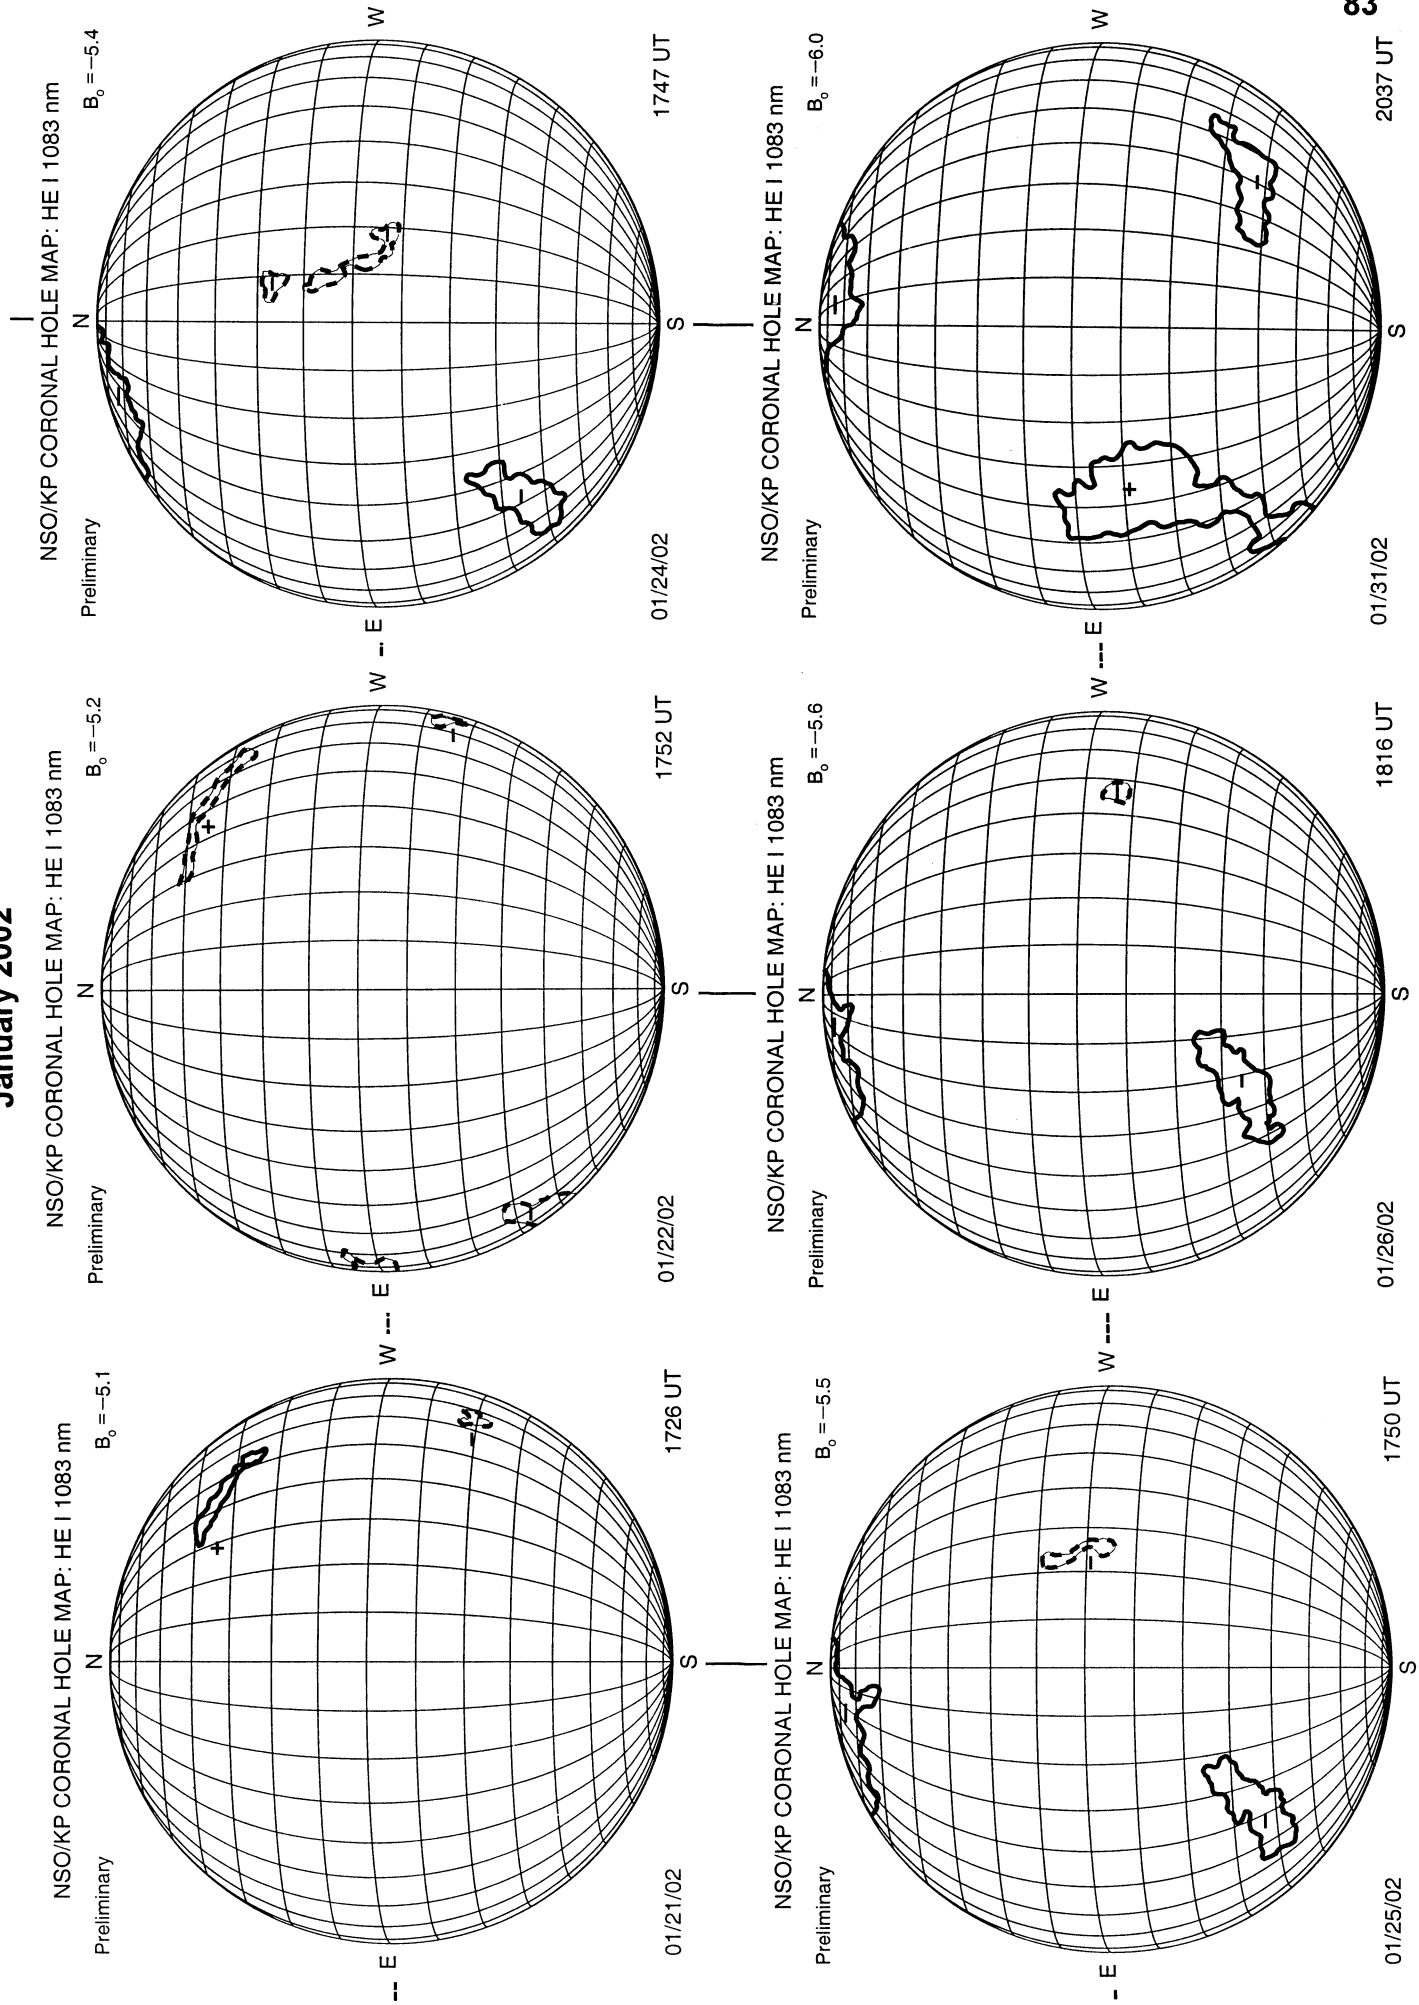 January 2002
83
NSO/KP CORONAL HOLE MAP: HE I 1083 nm
Preliminary
B₀ = −5.1
N
E
W
S
+
−
01/21/02
1726 UT
NSO/KP CORONAL HOLE MAP: HE I 1083 nm
Preliminary
B₀ = −5.2
N
E
W
S
+
−
−
01/22/02
1752 UT
NSO/KP CORONAL HOLE MAP: HE I 1083 nm
Preliminary
B₀ = −5.4
N
E
W
S
−
−
−
−
01/24/02
1747 UT
NSO/KP CORONAL HOLE MAP: HE I 1083 nm
Preliminary
B₀ = −5.5
N
E
W
S
−
−
−
01/25/02
1750 UT
NSO/KP CORONAL HOLE MAP: HE I 1083 nm
Preliminary
B₀ = −5.6
N
E
W
S
−
−
−
01/26/02
1816 UT
NSO/KP CORONAL HOLE MAP: HE I 1083 nm
Preliminary
B₀ = −6.0
N
E
W
S
−
+
−
01/31/02
2037 UT